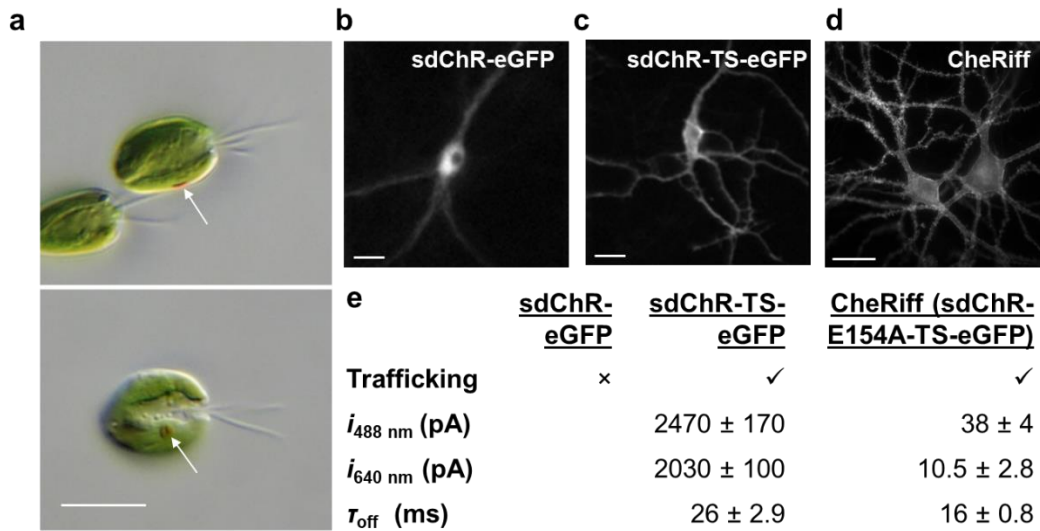 a
b
sdChR-eGFP
c
sdChR-TS-eGFP
d
CheRiff
e
sdChR-
eGFP
sdChR-TS-
eGFP
CheRiff (sdChR-
E154A-TS-eGFP)
Trafficking × ✓ ✓
i488 nm (pA) 2470 ± 170 38 ± 4
i640 nm (pA) 2030 ± 100 10.5 ± 2.8
τoff (ms) 26 ± 2.9 16 ± 0.8